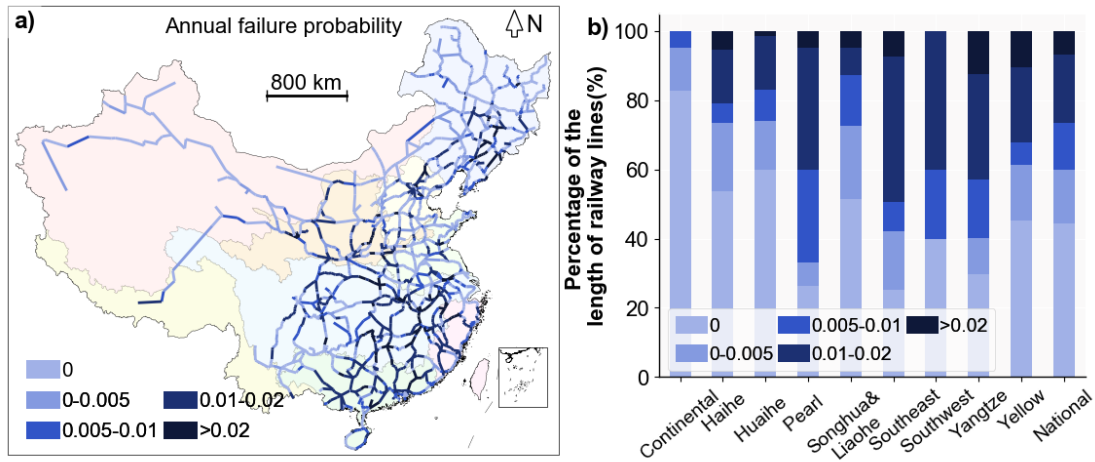 a)
Annual failure probability
N
800 km
0
0-0.005
0.005-0.01
0.01-0.02
>0.02
b)
Percentage of the
length of railway lines(%)
100
80
60
40
20
0
0
0-0.005
0.005-0.01
0.01-0.02
>0.02
Continental
Haihe
Huaihe
Pearl
Songhua&
Liaohe
Southeast
Southwest
Yangtze
Yellow
National